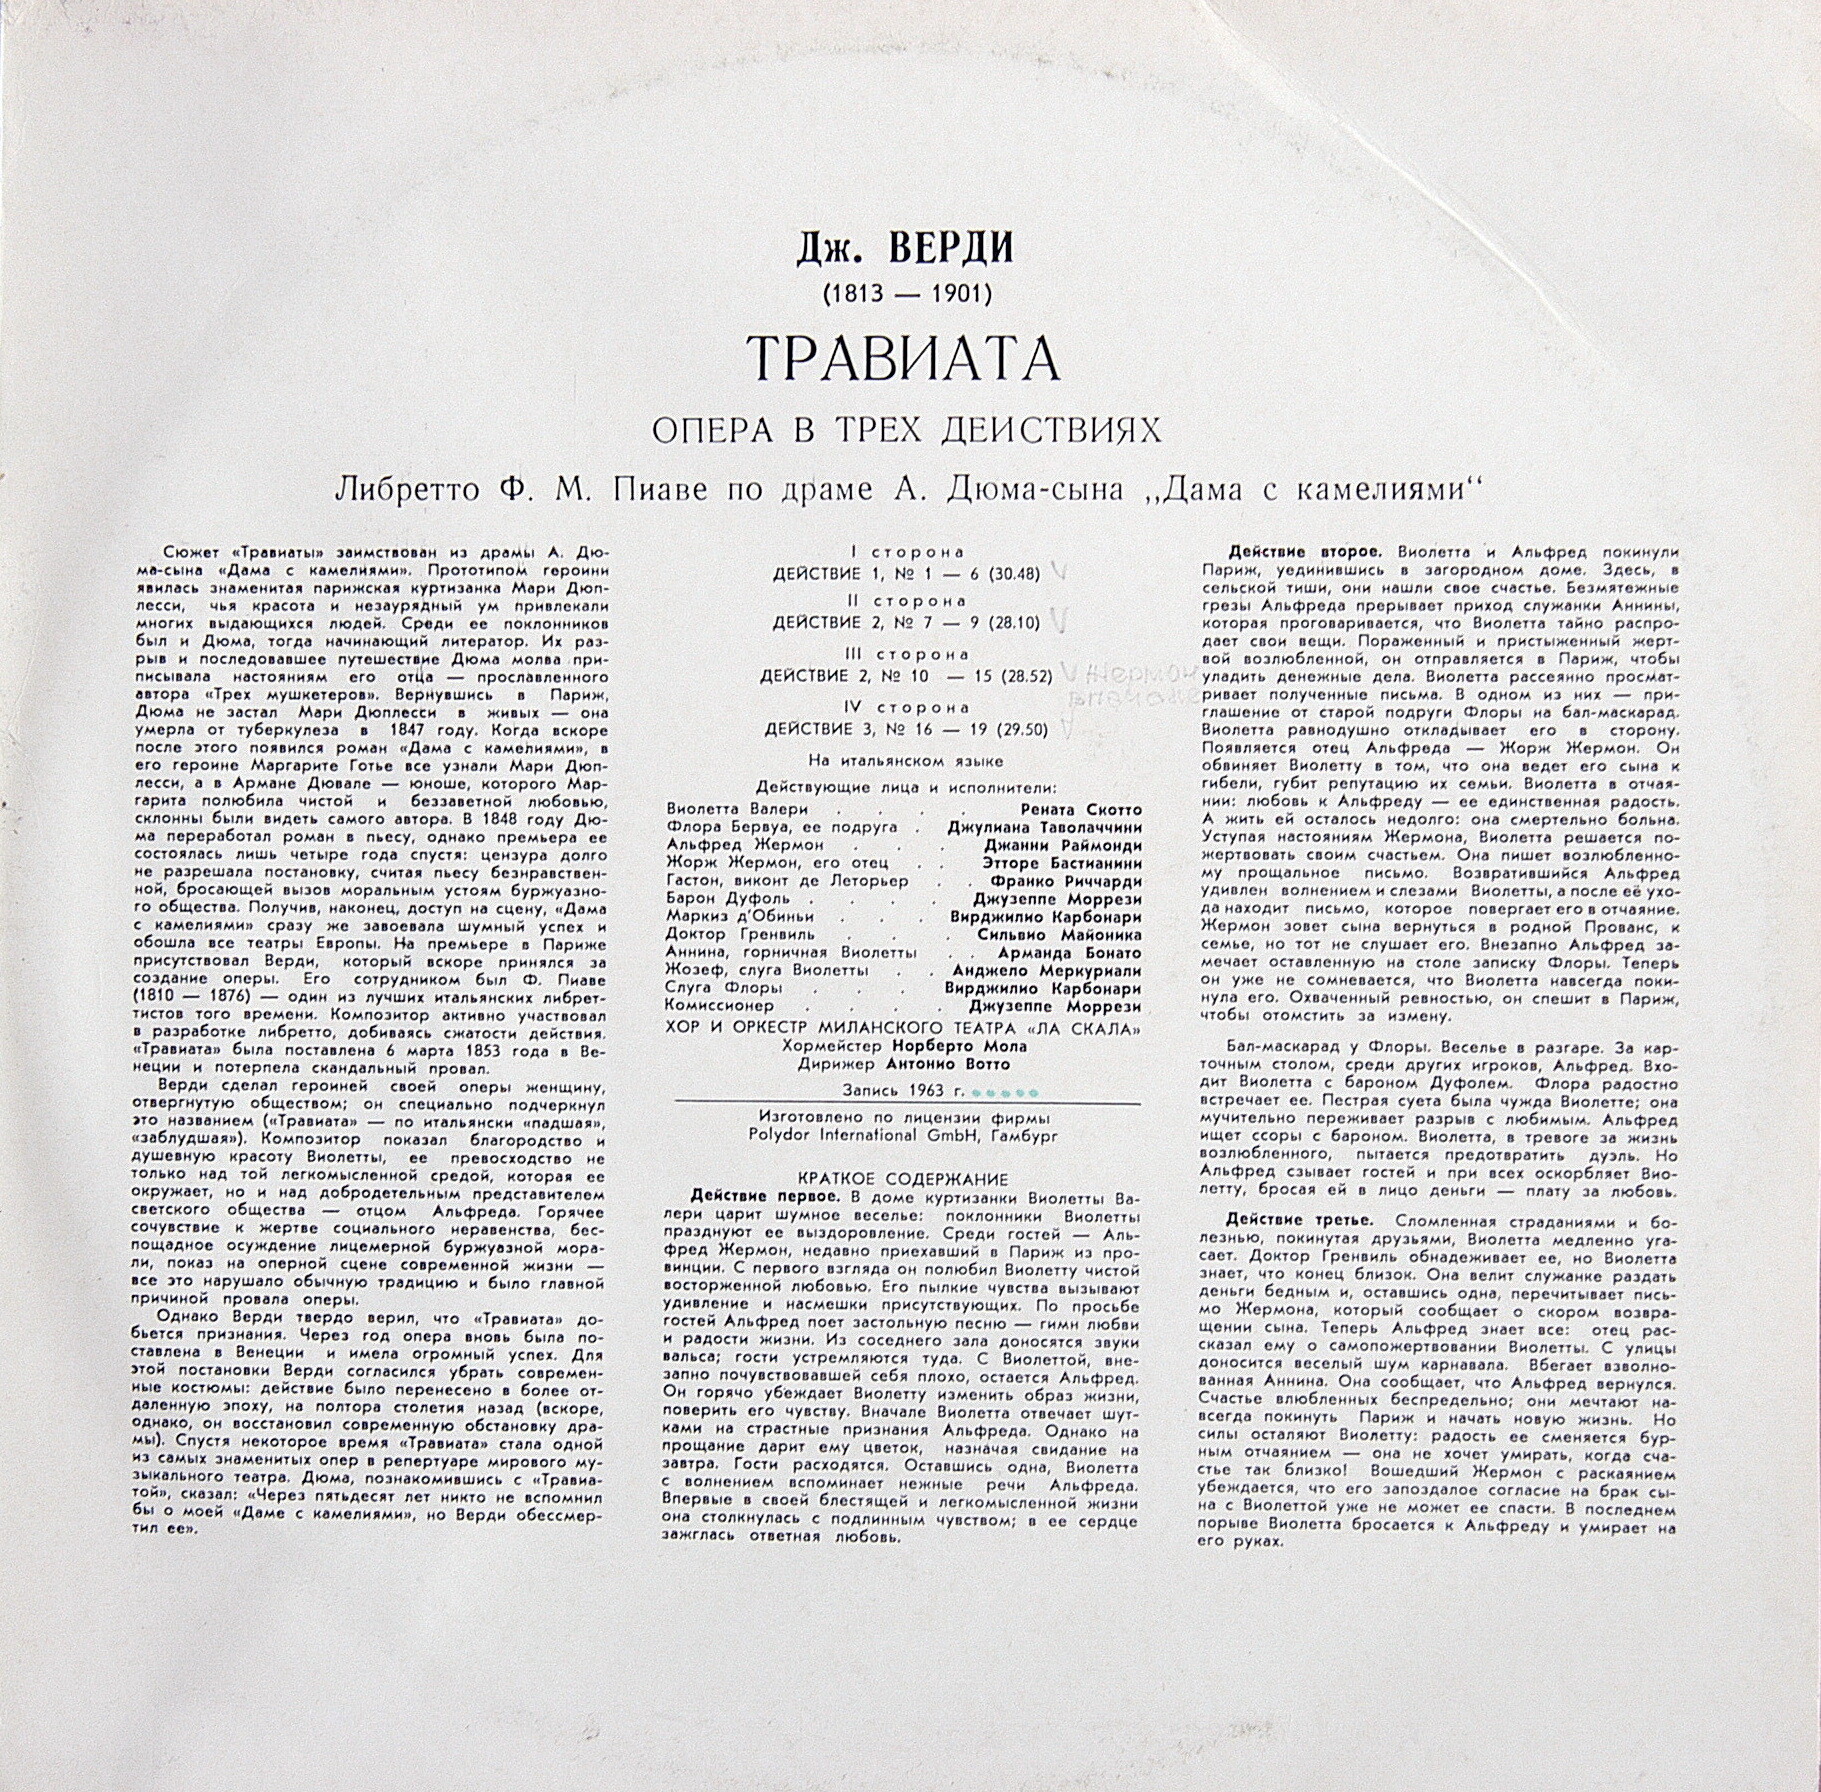 Дж. ВЕРДИ
(1813 — 1901)
ТРАВИАТА
ОПЕРА В ТРЕХ ДЕИСТВИЯХ
Либретто Ф. М. Пиаве по драме А. Дюма-сына „Дама с камелиями“
Сюжет «Травиаты» заимствован из драмы А. Дю-
ма-сына «Дама с камелиями». Прототипом героини
явилась знаменитая парижская куртизанка Мари Дюп-
лесси, чья красота и незаурядный ум привлекали
многих выдающихся людей. Среди ее поклонников
был и Дюма, тогда начинающий литератор. Их раз-
рыв и последовавшее путешествие Дюма молва при-
писывала настояниям его отца — прославленного
автора «Трех мушкетеров». Вернувшись в Париж,
Дюма не застал Мари Дюплесси в живых — она
умерла от туберкулеза в 1847 году. Когда вскоре
после этого появился роман «Дама с камелиями», в
его героине Маргарите Готье все узнали Мари Дюп-
лесси, а в Армане Дювале — юноше, которого Мар-
гарита полюбила чистой и беззаветной любовью,
склонны были видеть самого автора. В 1848 году Дю-
ма переработал роман в пьесу, однако премьера ее
состоялась лишь четыре года спустя: цензура долго
не разрешала постановку, считая пьесу безнравствен-
ной, бросающей вызов моральным устоям буржуазно-
го общества. Получив, наконец, доступ на сцену, «Дама
с камелиями» сразу же завоевала шумный успех и
обошла все театры Европы. На премьере в Париже
присутствовал Верди, который вскоре принялся за
создание оперы. Его сотрудником был Ф. Пиаве
(1810 — 1876) — один из лучших итальянских либрет-
тистов того времени. Композитор активно участвовал
в разработке либретто, добиваясь сжатости действия.
«Травиата» была поставлена 6 марта 1853 года в Ве-
неции и потерпела скандальный провал.
Верди сделал героиней своей оперы женщину,
отвергнутую обществом; он специально подчеркнул
это названием («Травиата» — по итальянски «падшая»,
«заблудшая»). Композитор показал благородство и
душевную красоту Виолетты, ее превосходство не
только над той легкомысленной средой, которая ее
окружает, но и над добродетельным представителем
светского общества — отцом Альфреда. Горячее
сочувствие к жертве социального неравенства, бес-
пощадное осуждение лицемерной буржуазной мора-
ли, показ на оперной сцене современной жизни —
все это нарушало обычную традицию и было главной
причиной провала оперы.
Однако Верди твердо верил, что «Травиата» до-
бьется признания. Через год опера вновь была по-
ставлена в Венеции и имела огромный успех. Для
этой постановки Верди согласился убрать современ-
ные костюмы: действие было перенесено в более от-
даленную эпоху, на полтора столетия назад (вскоре,
однако, он восстановил современную обстановку дра-
мы). Спустя некоторое время «Травиата» стала одной
из самых знаменитых опер в репертуаре мирового му-
зыкального театра. Дюма, познакомившись с «Травиа-
той», сказал: «Через пятьдесят лет никто не вспомнил
бы о моей «Даме с камелиями», но Верди обессмер-
тил ее».
I сторона
ДЕЙСТВИЕ 1, № 1 — 6 (30.48)
II сторона
ДЕЙСТВИЕ 2, № 7 — 9 (28.10)
III сторона
ДЕЙСТВИЕ 2, № 10 — 15 (28.52)
IV сторона
ДЕЙСТВИЕ 3, № 16 — 19 (29.50)
На итальянском языке
Действующие лица и исполнители:
Виолетта Валери . . . . Рената Скотто
Флора Бервуа, ее подруга . Джулиана Таволаччини
Альфред Жермон . . . Джанни Раймонди
Жорж Жермон, его отец . . Этторе Бастианини
Гастон, виконт де Леторьер . . Франко Риччарди
Барон Дуфоль . . . . Джузеппе Моррези
Маркиз д'Обиньи . . . Вирджилио Карбонари
Доктор Гренвиль . . . Сильвио Майоника
Аннина, горничная Виолетты . . Арманда Бонато
Жозеф, слуга Виолетты . . Анджело Меркуриали
Слуга Флоры . . . Вирджилио Карбонари
Комиссионер . . . . Джузеппе Моррези
ХОР И ОРКЕСТР МИЛАНСКОГО ТЕАТРА «ЛА СКАЛА»
Хормейстер Норберто Мола
Дирижер Антонио Вотто
Запись 1963 г.
Изготовлено по лицензии фирмы
Polydor International GmbH, Гамбург
КРАТКОЕ СОДЕРЖАНИЕ
Действие первое. В доме куртизанки Виолетты Ва-
лери царит шумное веселье: поклонники Виолетты
празднуют ее выздоровление. Среди гостей — Аль-
фред Жермон, недавно приехавший в Париж из про-
винции. С первого взгляда он полюбил Виолетту чистой
восторженной любовью. Его пылкие чувства вызывают
удивление и насмешки присутствующих. По просьбе
гостей Альфред поет застольную песню — гимн любви
и радости жизни. Из соседнего зала доносятся звуки
вальса; гости устремляются туда. С Виолеттой, вне-
запно почувствовавшей себя плохо, остается Альфред.
Он горячо убеждает Виолетту изменить образ жизни,
поверить его чувству. Вначале Виолетта отвечает шут-
ками на страстные признания Альфреда. Однако на
прощание дарит ему цветок, назначая свидание на
завтра. Гости расходятся. Оставшись одна, Виолетта
с волнением вспоминает нежные речи Альфреда.
Впервые в своей блестящей и легкомысленной жизни
она столкнулась с подлинным чувством; в ее сердце
зажглась ответная любовь.
Действие второе. Виолетта и Альфред покинули
Париж, уединившись в загородном доме. Здесь, в
сельской тиши, они нашли свое счастье. Безмятежные
грезы Альфреда прерывает приход служанки Аннины,
которая проговаривается, что Виолетта тайно распро-
дает свои вещи. Пораженный и пристыженный жерт-
вой возлюбленной, он отправляется в Париж, чтобы
уладить денежные дела. Виолетта рассеянно просмат-
ривает полученные письма. В одном из них — при-
глашение от старой подруги Флоры на бал-маскарад.
Виолетта равнодушно откладывает его в сторону.
Появляется отец Альфреда — Жорж Жермон. Он
обвиняет Виолетту в том, что она ведет его сына к
гибели, губит репутацию их семьи. Виолетта в отчая-
нии: любовь к Альфреду — ее единственная радость.
А жить ей осталось недолго: она смертельно больна.
Уступая настояниям Жермона, Виолетта решается по-
жертвовать своим счастьем. Она пишет возлюбленно-
му прощальное письмо. Возвратившийся Альфред
удивлен волнением и слезами Виолетты, а после её ухо-
да находит письмо, которое повергает его в отчаяние.
Жермон зовет сына вернуться в родной Прованс, к
семье, но тот не слушает его. Внезапно Альфред за-
мечает оставленную на столе записку Флоры. Теперь
он уже не сомневается, что Виолетта навсегда поки-
нула его. Охваченный ревностью, он спешит в Париж,
чтобы отомстить за измену.
Бал-маскарад у Флоры. Веселье в разгаре. За кар-
точным столом, среди других игроков, Альфред. Вхо-
дит Виолетта с бароном Дуфолем. Флора радостно
встречает ее. Пестрая суета была чужда Виолетте; она
мучительно переживает разрыв с любимым. Альфред
ищет ссоры с бароном. Виолетта, в тревоге за жизнь
возлюбленного, пытается предотвратить дуэль. Но
Альфред сзывает гостей и при всех оскорбляет Вио-
летту, бросая ей в лицо деньги — плату за любовь.
Действие третье. Сломленная страданиями и бо-
лезнью, покинутая друзьями, Виолетта медленно уга-
сает. Доктор Гренвиль обнадеживает ее, но Виолетта
знает, что конец близок. Она велит служанке раздать
деньги бедным и, оставшись одна, перечитывает пись-
мо Жермона, который сообщает о скором возвра-
щении сына. Теперь Альфред знает все: отец рас-
сказал ему о самопожертвовании Виолетты. С улицы
доносится веселый шум карнавала. Вбегает взволно-
ванная Аннина. Она сообщает, что Альфред вернулся.
Счастье влюбленных беспредельно; они мечтают на-
всегда покинуть Париж и начать новую жизнь. Но
силы осталяют Виолетту: радость ее сменяется бур-
ным отчаянием — она не хочет умирать, когда сча-
стье так близко! Вошедший Жермон с раскаянием
убеждается, что его запоздалое согласие на брак сы-
на с Виолеттой уже не может ее спасти. В последнем
порыве Виолетта бросается к Альфреду и умирает на
его руках.